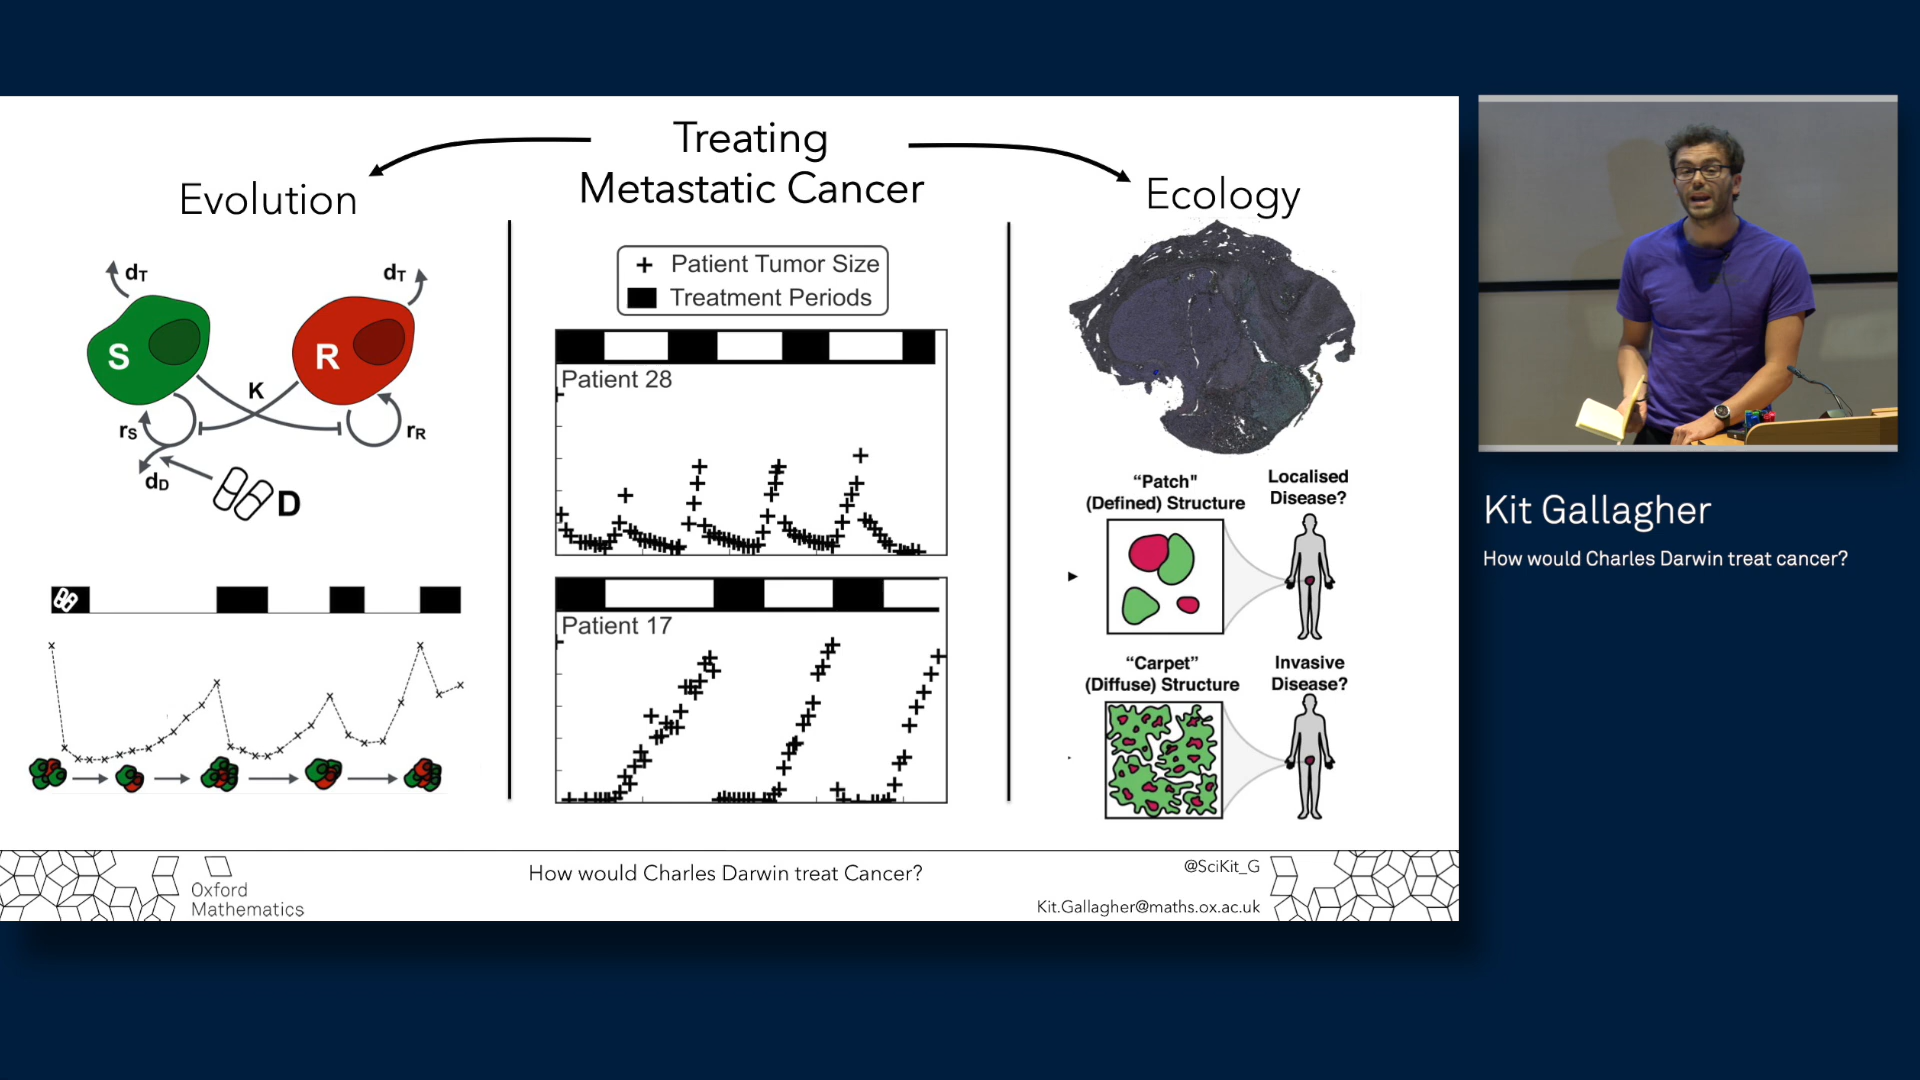 Treating
Metastatic Cancer
Evolution
Ecology
dT
dT
S
R
K
rS
rR
dD
D
Patient Tumor Size
Treatment Periods
Patient 28
Patient 17
“Patch"
(Defined) Structure
Localised
Disease?
“Carpet”
(Diffuse) Structure
Invasive
Disease?
Oxford
Mathematics
How would Charles Darwin treat Cancer?
@SciKit_G
Kit.Gallagher@maths.ox.ac.uk
Kit Gallagher
How would Charles Darwin treat cancer?